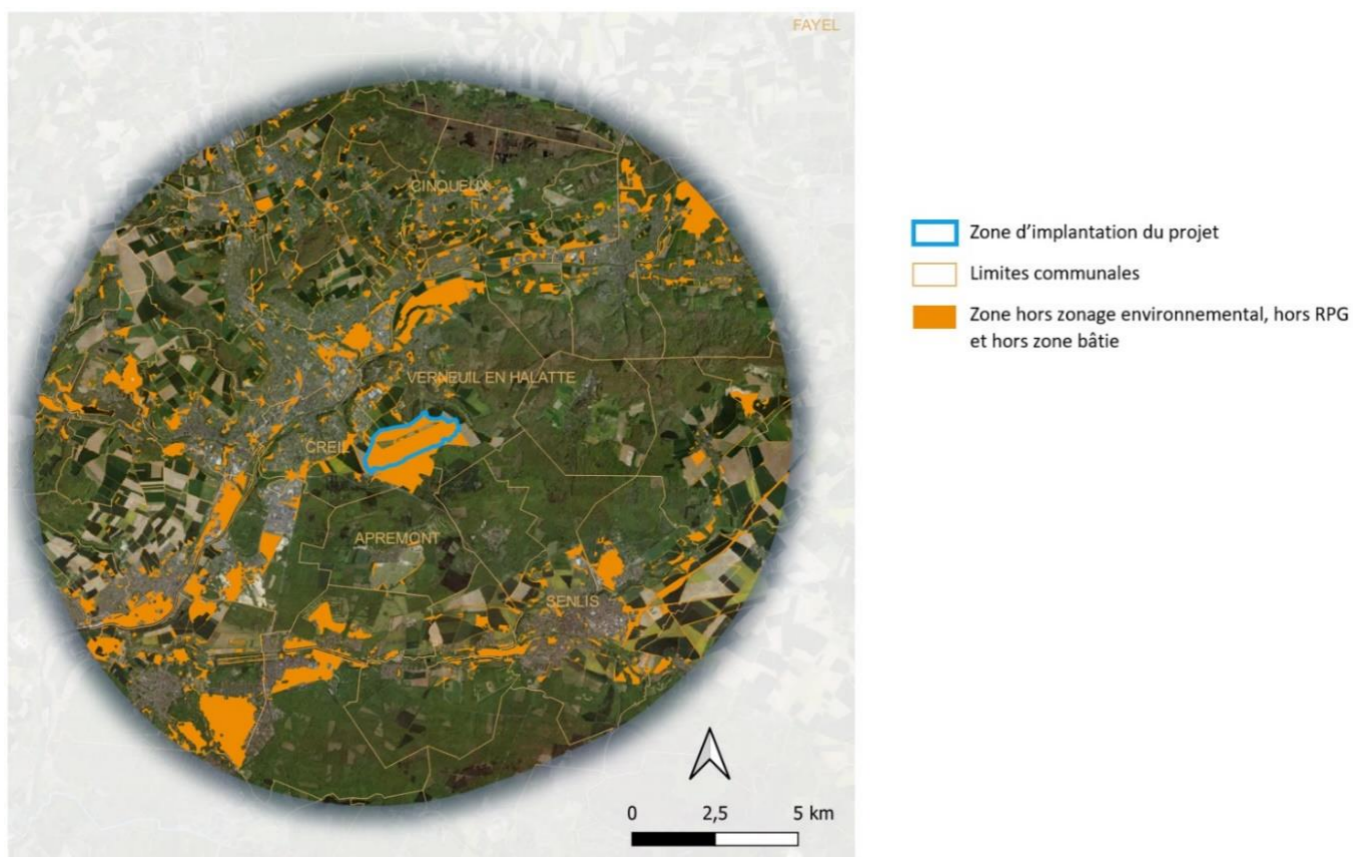 FAYEL
CINQUEUX
VERNEUIL EN HALATTE
CREIL
APREMONT
SENLIS
0 2,5 5 km
Zone d'implantation du projet
Limites communales
Zone hors zonage environnemental, hors RPG
et hors zone bâtie